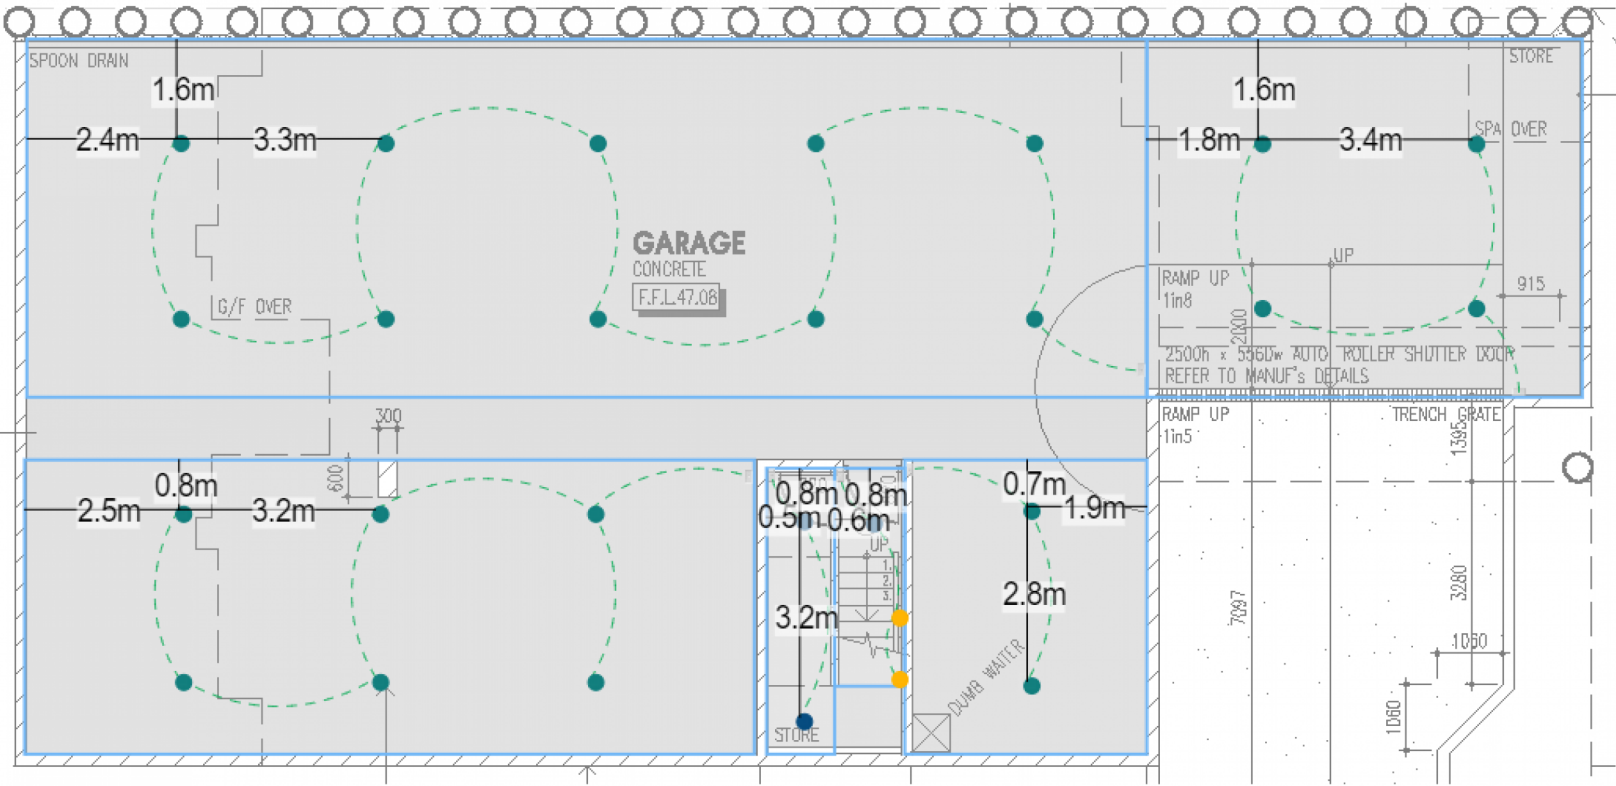 SPOON DRAIN
STORE
1.6m
1.6m
2.4m
3.3m
1.8m
3.4m
SPA OVER
GARAGE
CONCRETE
F.F.L.47.08
UP
RAMP UP
1in8
915
G/F OVER
2000
2500h x 5560w AUTO ROLLER SHUTTER DOOR
REFER TO MANUF's DETAILS
300
RAMP UP
1in5
TRENCH GRATE
1395
600
0.8m
2.5m
3.2m
0.8m
0.8m
0.5m
0.6m
0.7m
1.9m
UP
1.
2.
3.
3.2m
2.8m
7097
3280
1060
DUMB WAITER
1060
STORE